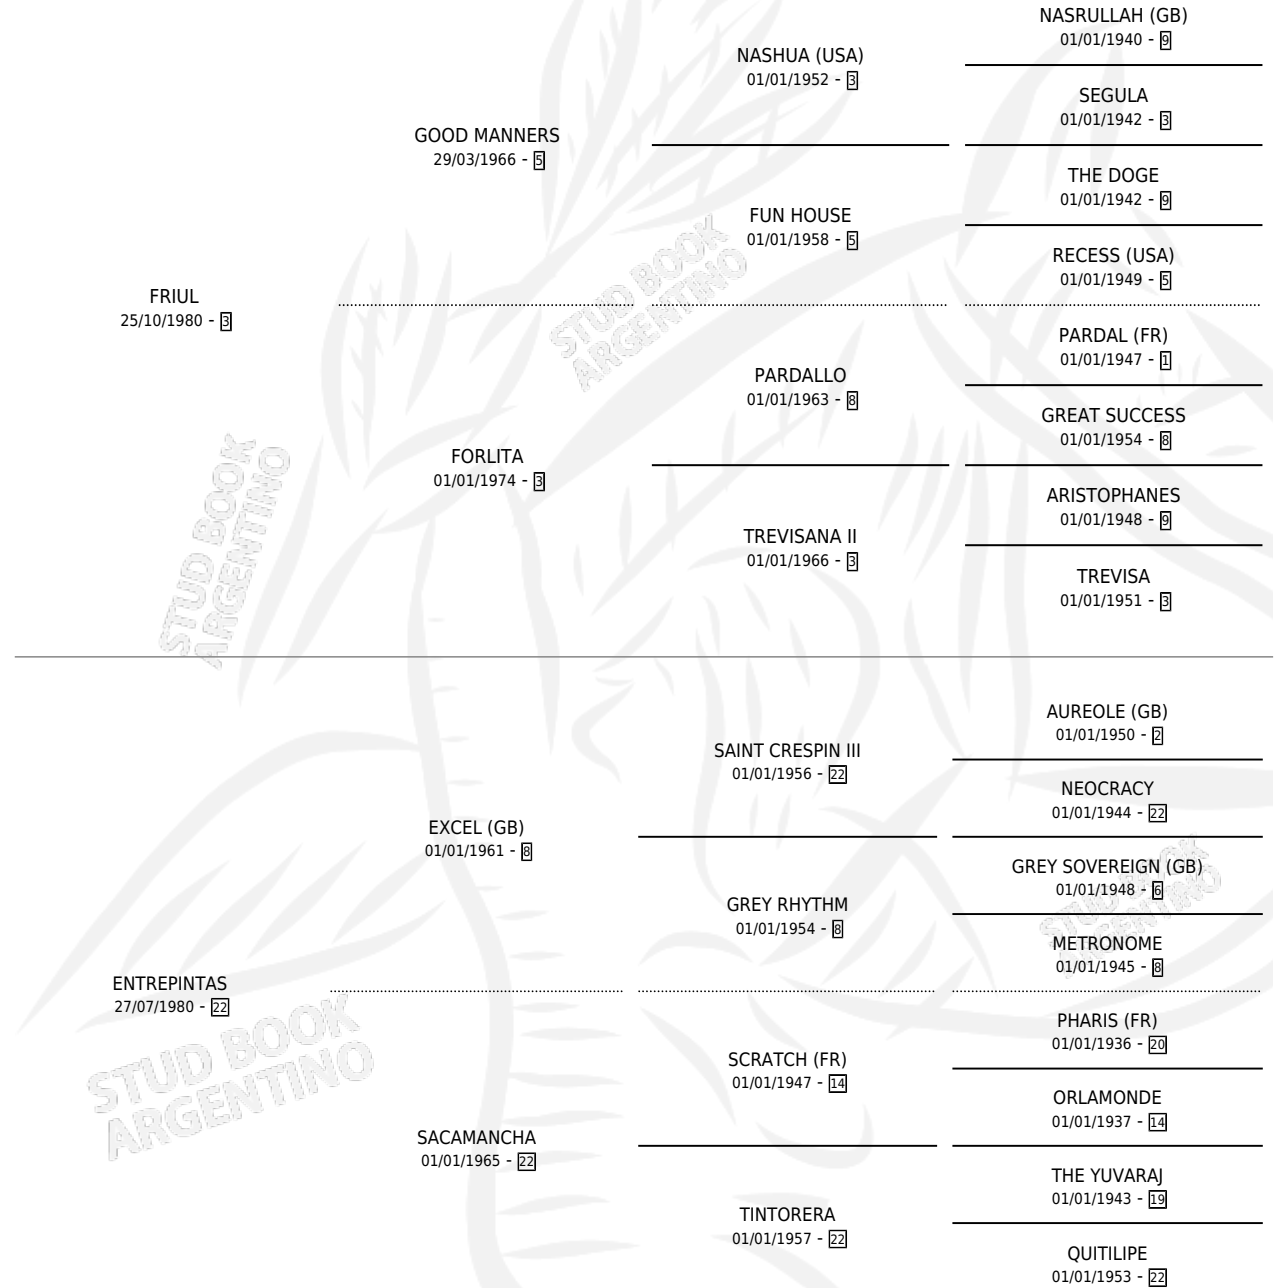 NASRULLAH (GB)
01/01/1940 - 9
NASHUA (USA)
01/01/1952 - 3
SEGULA
01/01/1942 - 3
GOOD MANNERS
29/03/1966 - 5
THE DOGE
01/01/1942 - 9
FUN HOUSE
01/01/1958 - 5
RECESS (USA)
01/01/1949 - 5
FRIUL
25/10/1980 - 3
PARDAL (FR)
01/01/1947 - 1
PARDALLO
01/01/1963 - 8
GREAT SUCCESS
01/01/1954 - 8
FORLITA
01/01/1974 - 3
ARISTOPHANES
01/01/1948 - 9
TREVISANA II
01/01/1966 - 3
TREVISA
01/01/1951 - 3
AUREOLE (GB)
01/01/1950 - 2
SAINT CRESPIN III
01/01/1956 - 22
NEOCRACY
01/01/1944 - 22
EXCEL (GB)
01/01/1961 - 8
GREY SOVEREIGN (GB)
01/01/1948 - 6
GREY RHYTHM
01/01/1954 - 8
METRONOME
01/01/1945 - 8
ENTREPINTAS
27/07/1980 - 22
PHARIS (FR)
01/01/1936 - 20
SCRATCH (FR)
01/01/1947 - 14
ORLAMONDE
01/01/1937 - 14
SACAMANCHA
01/01/1965 - 22
THE YUVARAJ
01/01/1943 - 19
TINTORERA
01/01/1957 - 22
QUITILIPE
01/01/1953 - 22
STUD BOOK
ARGENTINO
STUD BOOK
ARGENTINO
STUD BOOK
ARGENTINO
STUD BOOK
ARGENTINO